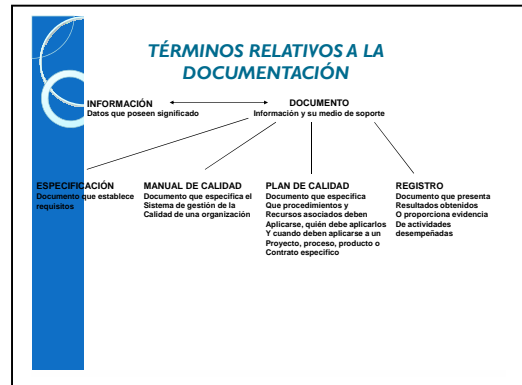 TÉRMINOS RELATIVOS A LA
DOCUMENTACIÓN
INFORMACIÓN
Datos que poseen significado
DOCUMENTO
Información y su medio de soporte
ESPECIFICACIÓN
Documento que establece
requisitos
MANUAL DE CALIDAD
Documento que especifica el
Sistema de gestión de la
Calidad de una organización
PLAN DE CALIDAD
Documento que especifica
Que procedimientos y
Recursos asociados deben
Aplicarse, quién debe aplicarlos
Y cuando deben aplicarse a un
Proyecto, proceso, producto o
Contrato especifico
REGISTRO
Documento que presenta
Resultados obtenidos
O proporciona evidencia
De actividades
desempeñadas